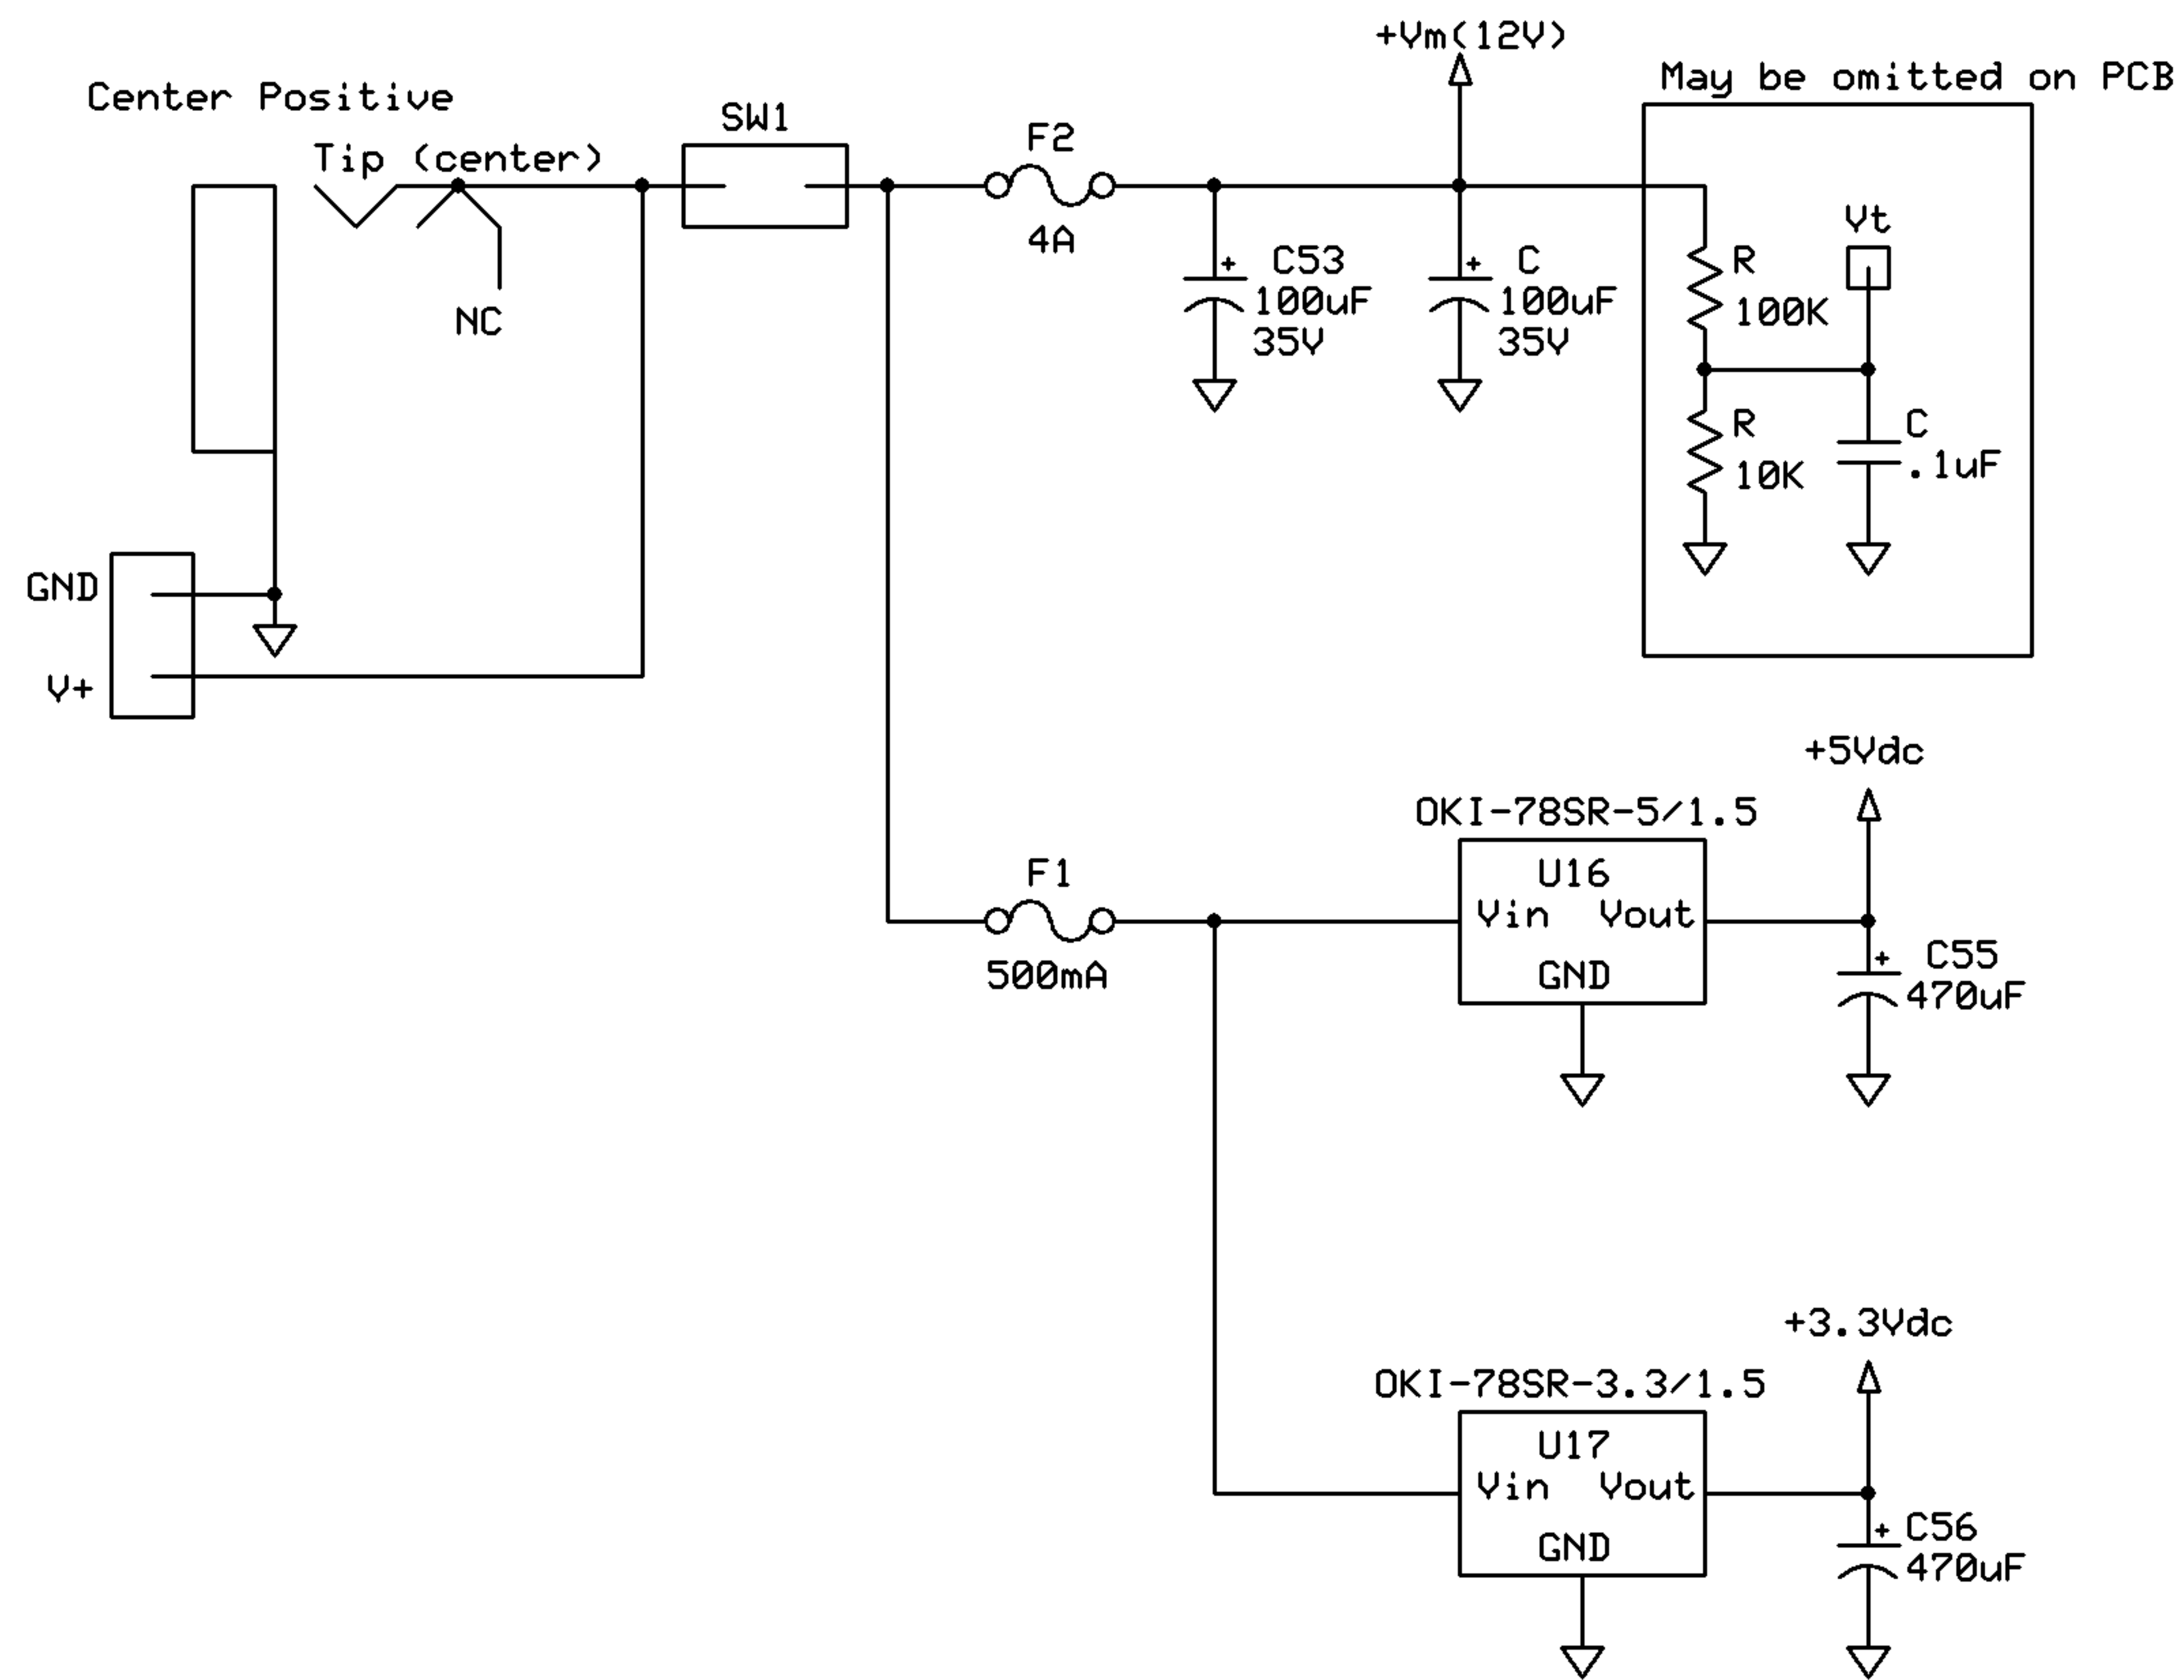 +Vm(12V)
May be omitted on PCB
Center Positive
SW1
F2
Tip (center)
4A
Vt
NC
C53
100uF
35V
C
100uF
35V
R
100K
R
10K
C
.1uF
GND
V+
+5Vdc
OKI-78SR-5/1.5
F1
500mA
U16
Vin Vout
GND
C55
470uF
+3.3Vdc
OKI-78SR-3.3/1.5
U17
Vin Vout
GND
C56
470uF